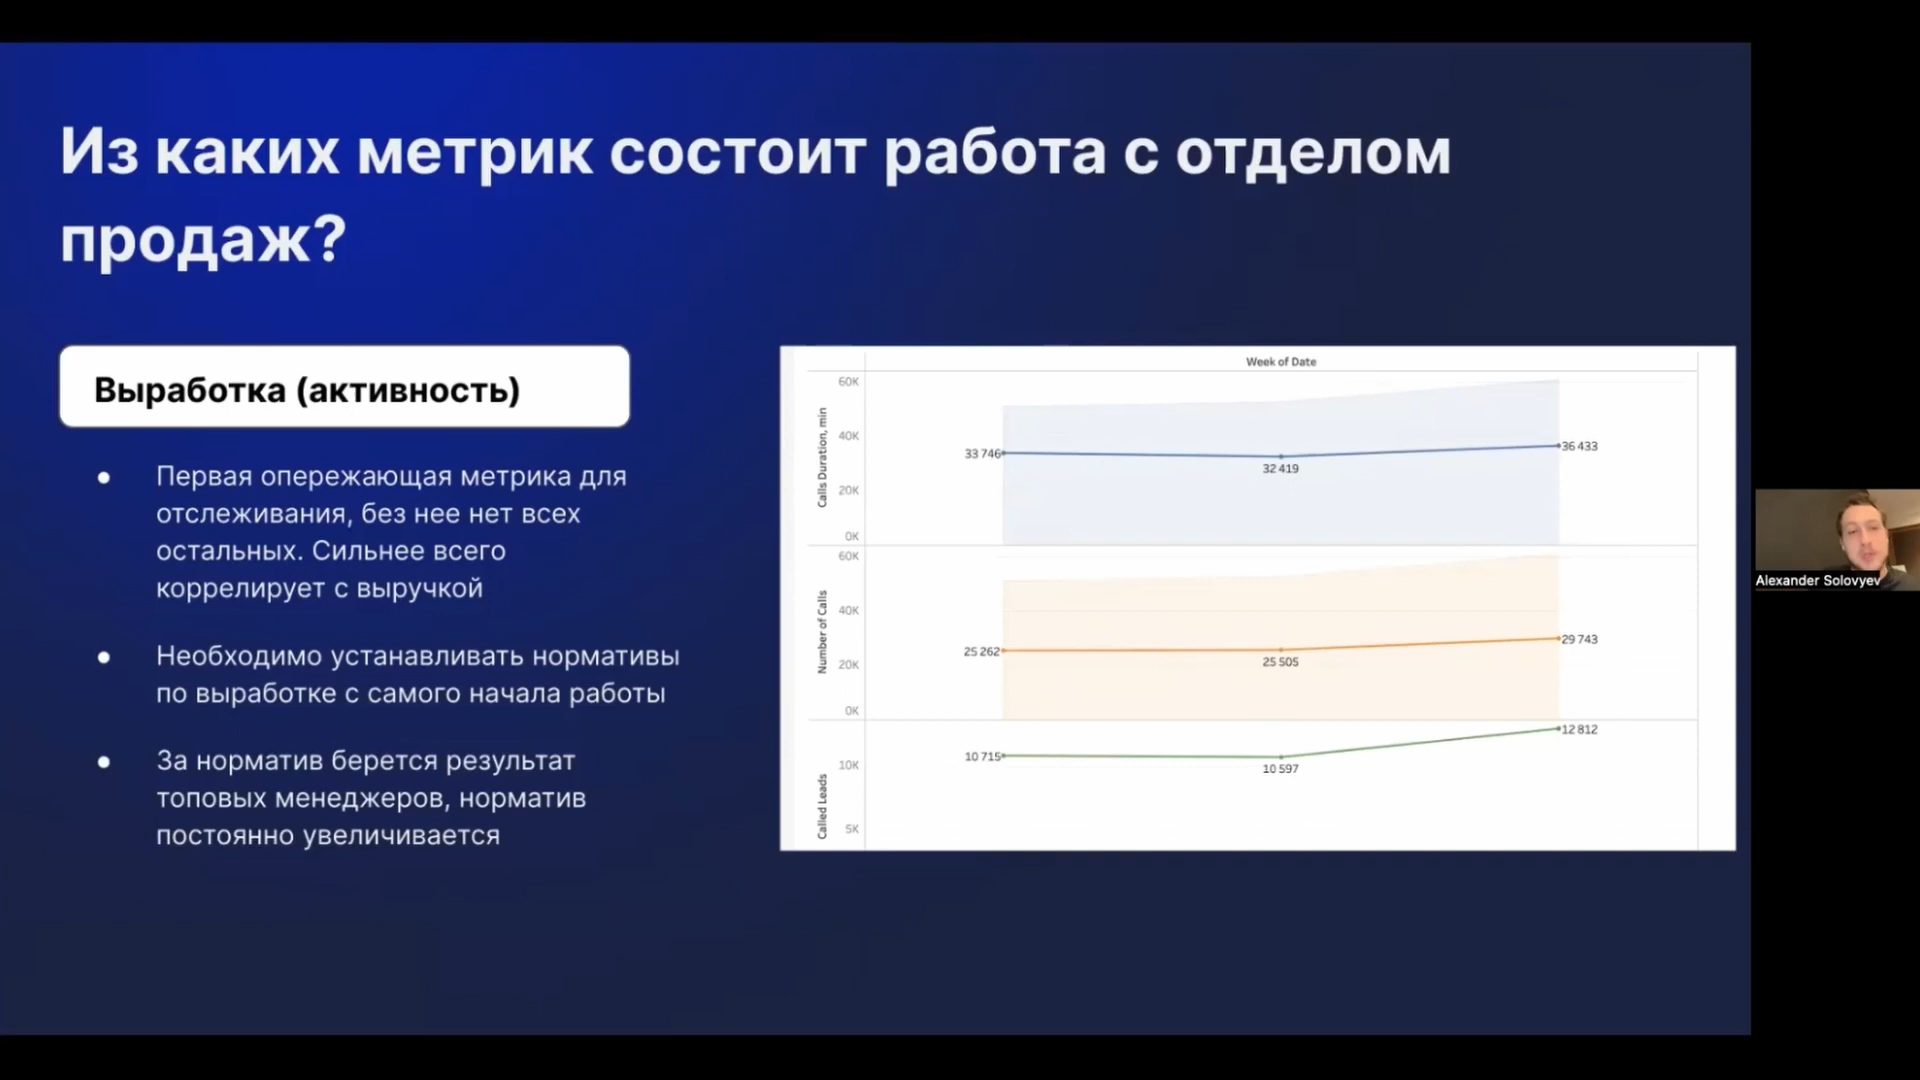 Из каких метрик состоит работа с отделом
продаж?
Выработка (активность)
● Первая опережающая метрика для
отслеживания, без нее нет всех
остальных. Сильнее всего
коррелирует с выручкой
● Необходимо устанавливать нормативы
по выработке с самого начала работы
● За норматив берется результат
топовых менеджеров, норматив
постоянно увеличивается
Week of Date
Calls Duration, min
60K
40K
20K
0K
33 746
32 419
36 433
Number of Calls
60K
40K
20K
0K
25 262
25 505
29 743
Called Leads
10K
5K
10 715
10 597
12 812
Alexander Solovyev